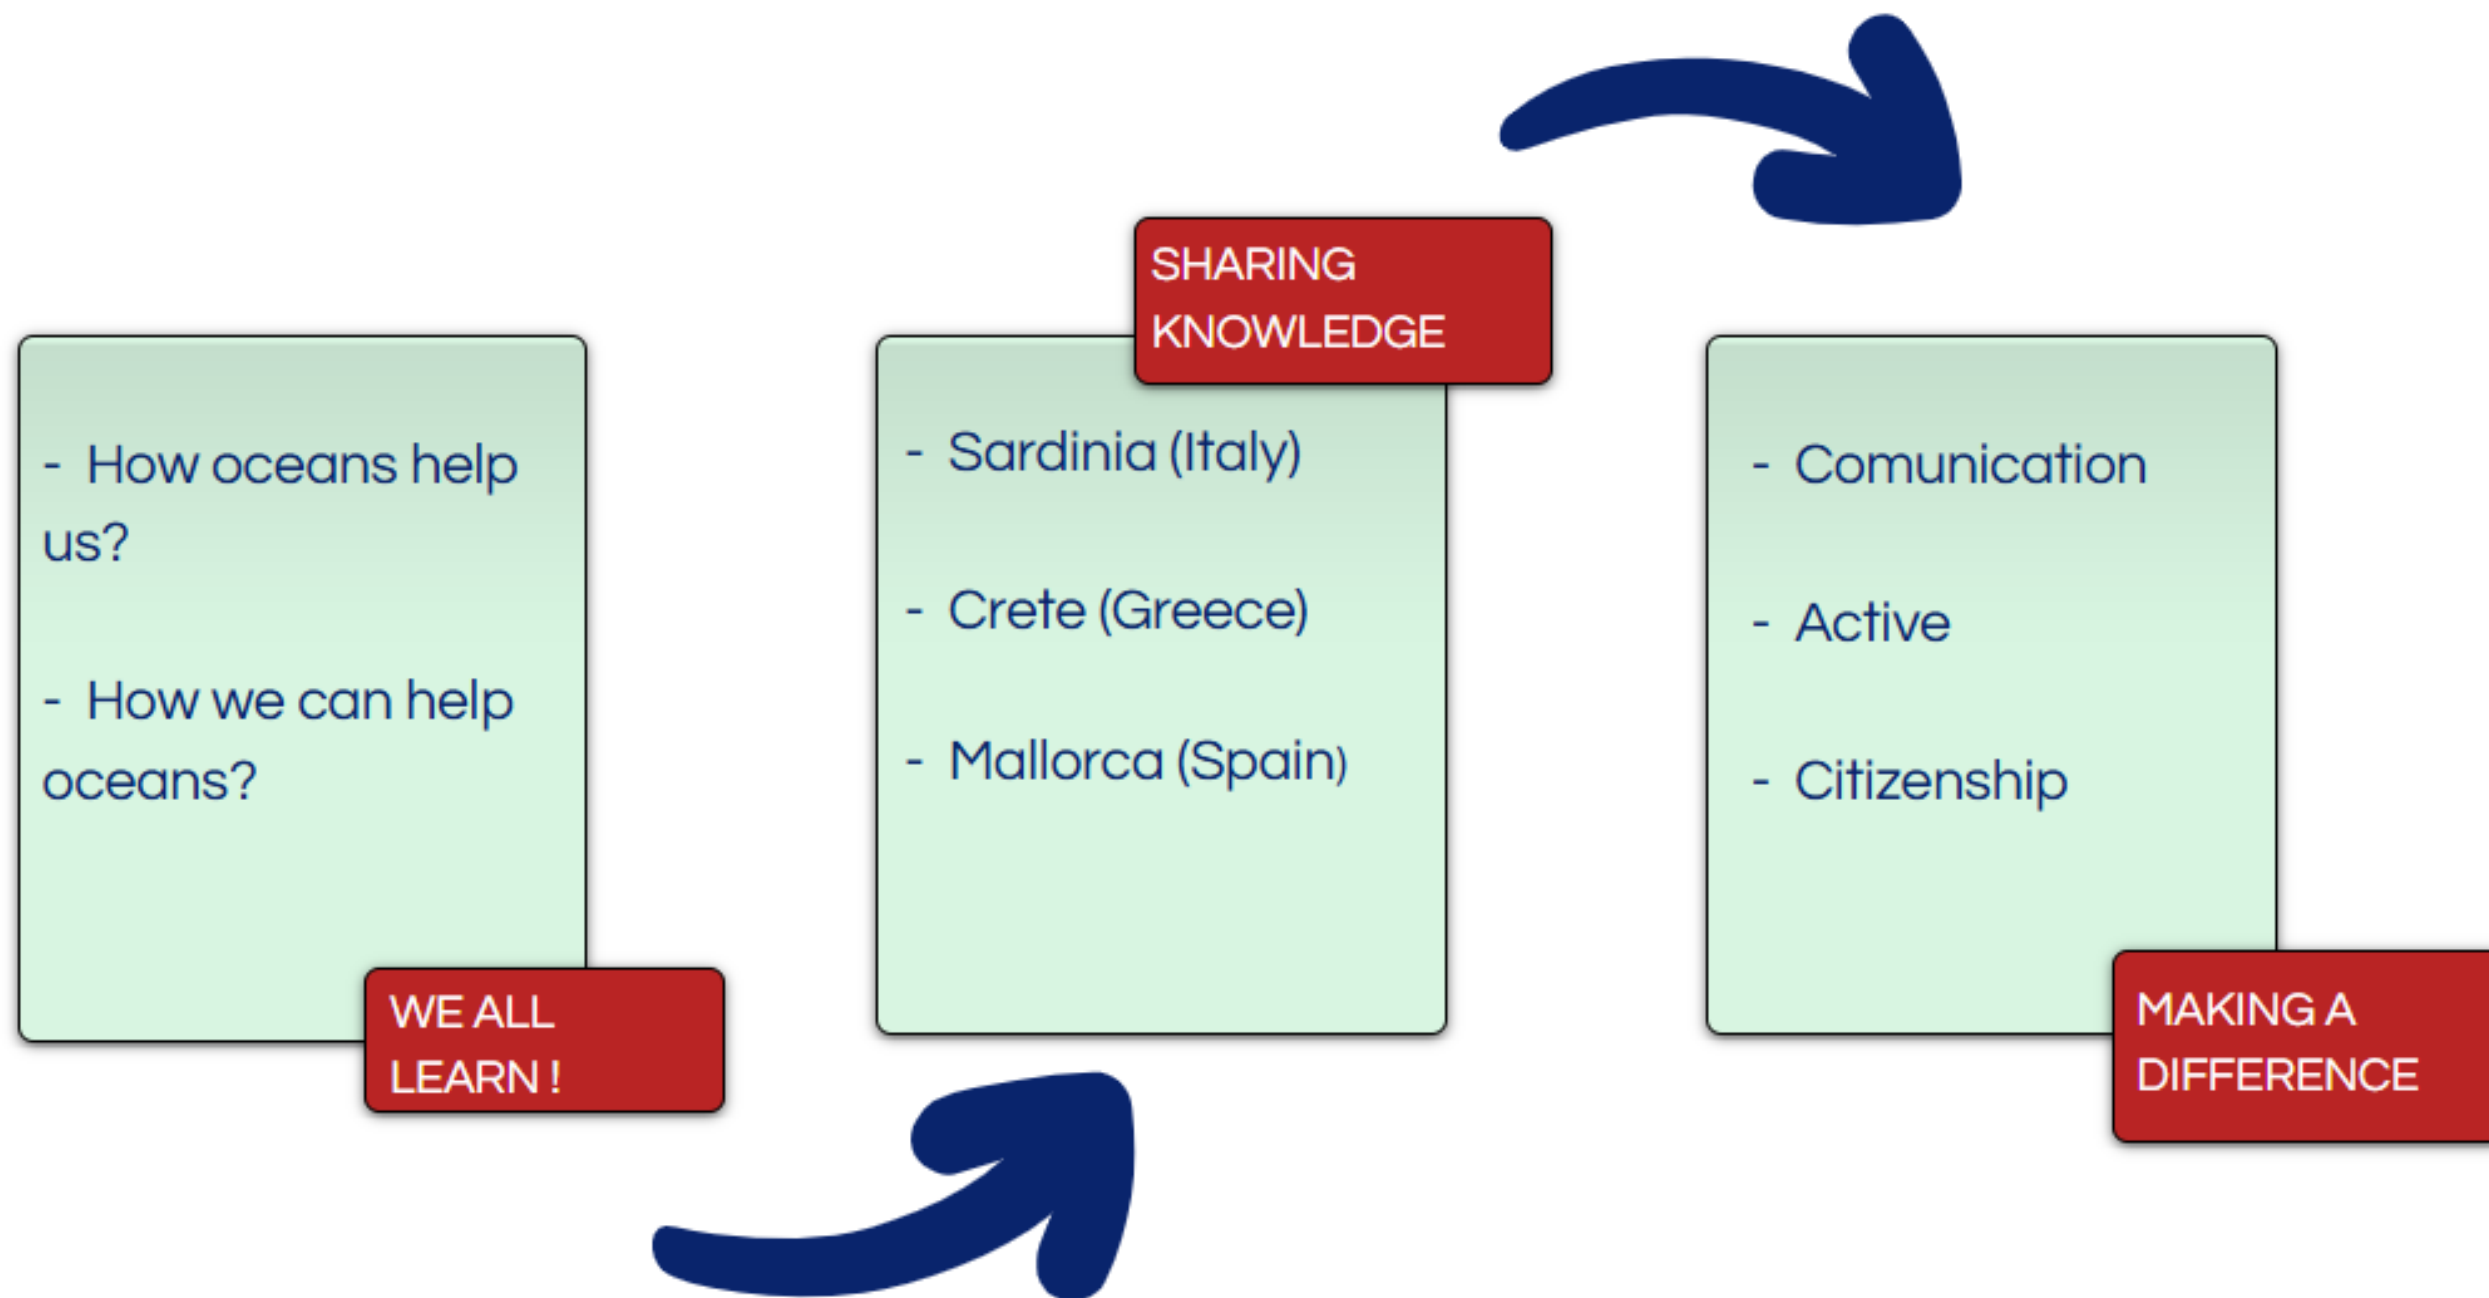 - How oceans help
us?
- How we can help
oceans?
WE ALL
LEARN !
SHARING
KNOWLEDGE
- Sardinia (Italy)
- Crete (Greece)
- Mallorca (Spain)
- Comunication
- Active
- Citizenship
MAKING A
DIFFERENCE